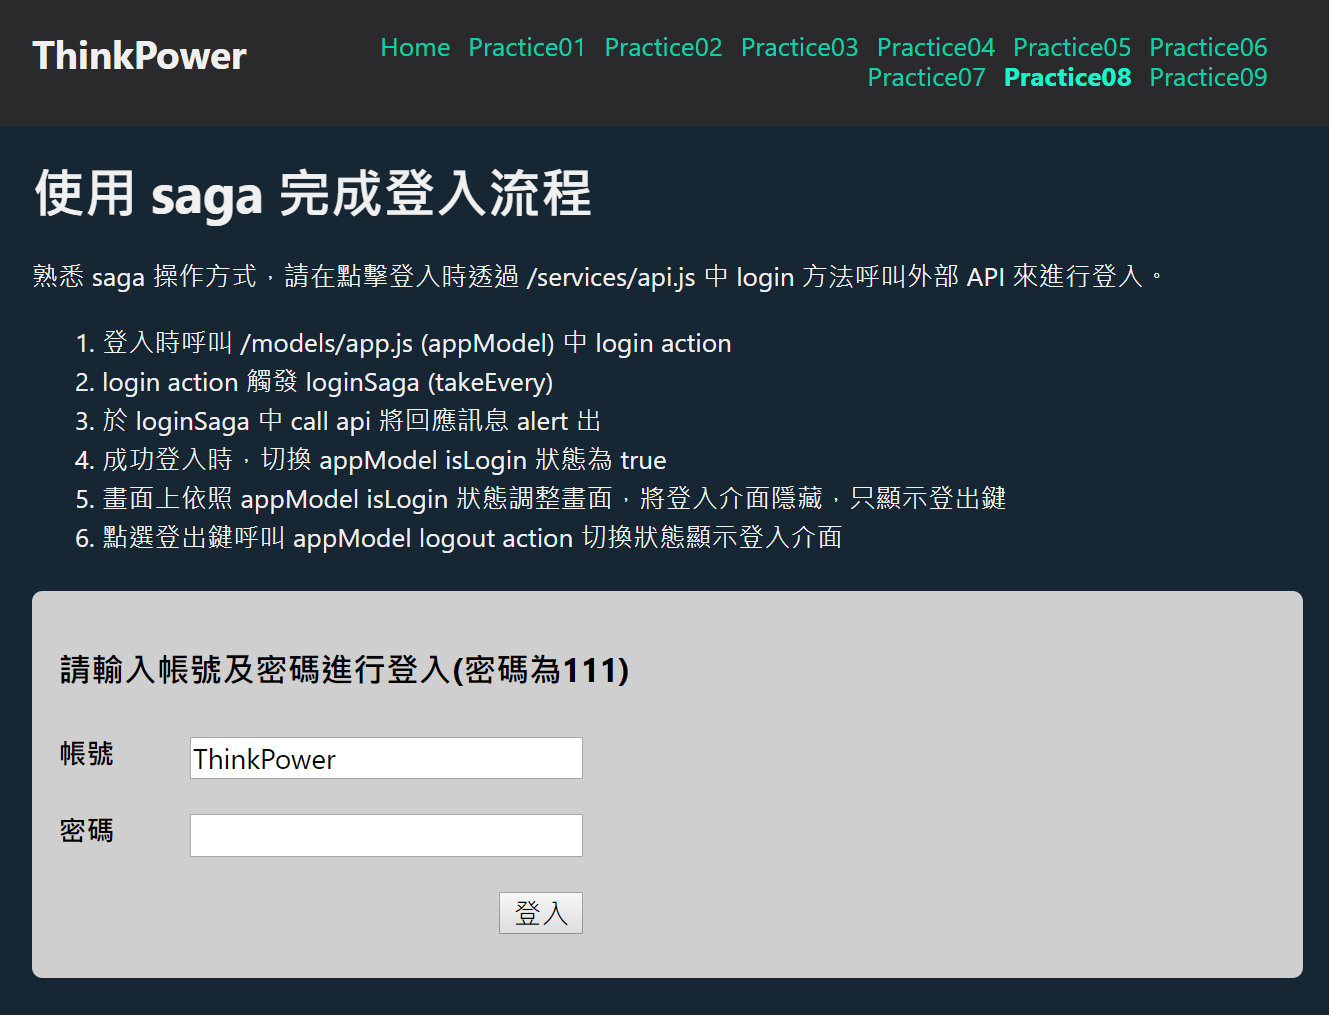 ThinkPower
Home Practice01 Practice02 Practice03 Practice04 Practice05 Practice06
Practice07 Practice08 Practice09
使用 saga 完成登入流程
熟悉 saga 操作方式，請在點擊登入時透過 /services/api.js 中 login 方法呼叫外部 API 來進行登入。
1. 登入時呼叫 /models/app.js (appModel) 中 login action
2. login action 觸發 loginSaga (takeEvery)
3. 於 loginSaga 中 call api 將回應訊息 alert 出
4. 成功登入時，切換 appModel isLogin 狀態為 true
5. 畫面上依照 appModel isLogin 狀態調整畫面，將登入介面隱藏，只顯示登出鍵
6. 點選登出鍵呼叫 appModel logout action 切換狀態顯示登入介面
請輸入帳號及密碼進行登入(密碼為111)
帳號 ThinkPower
密碼
登入